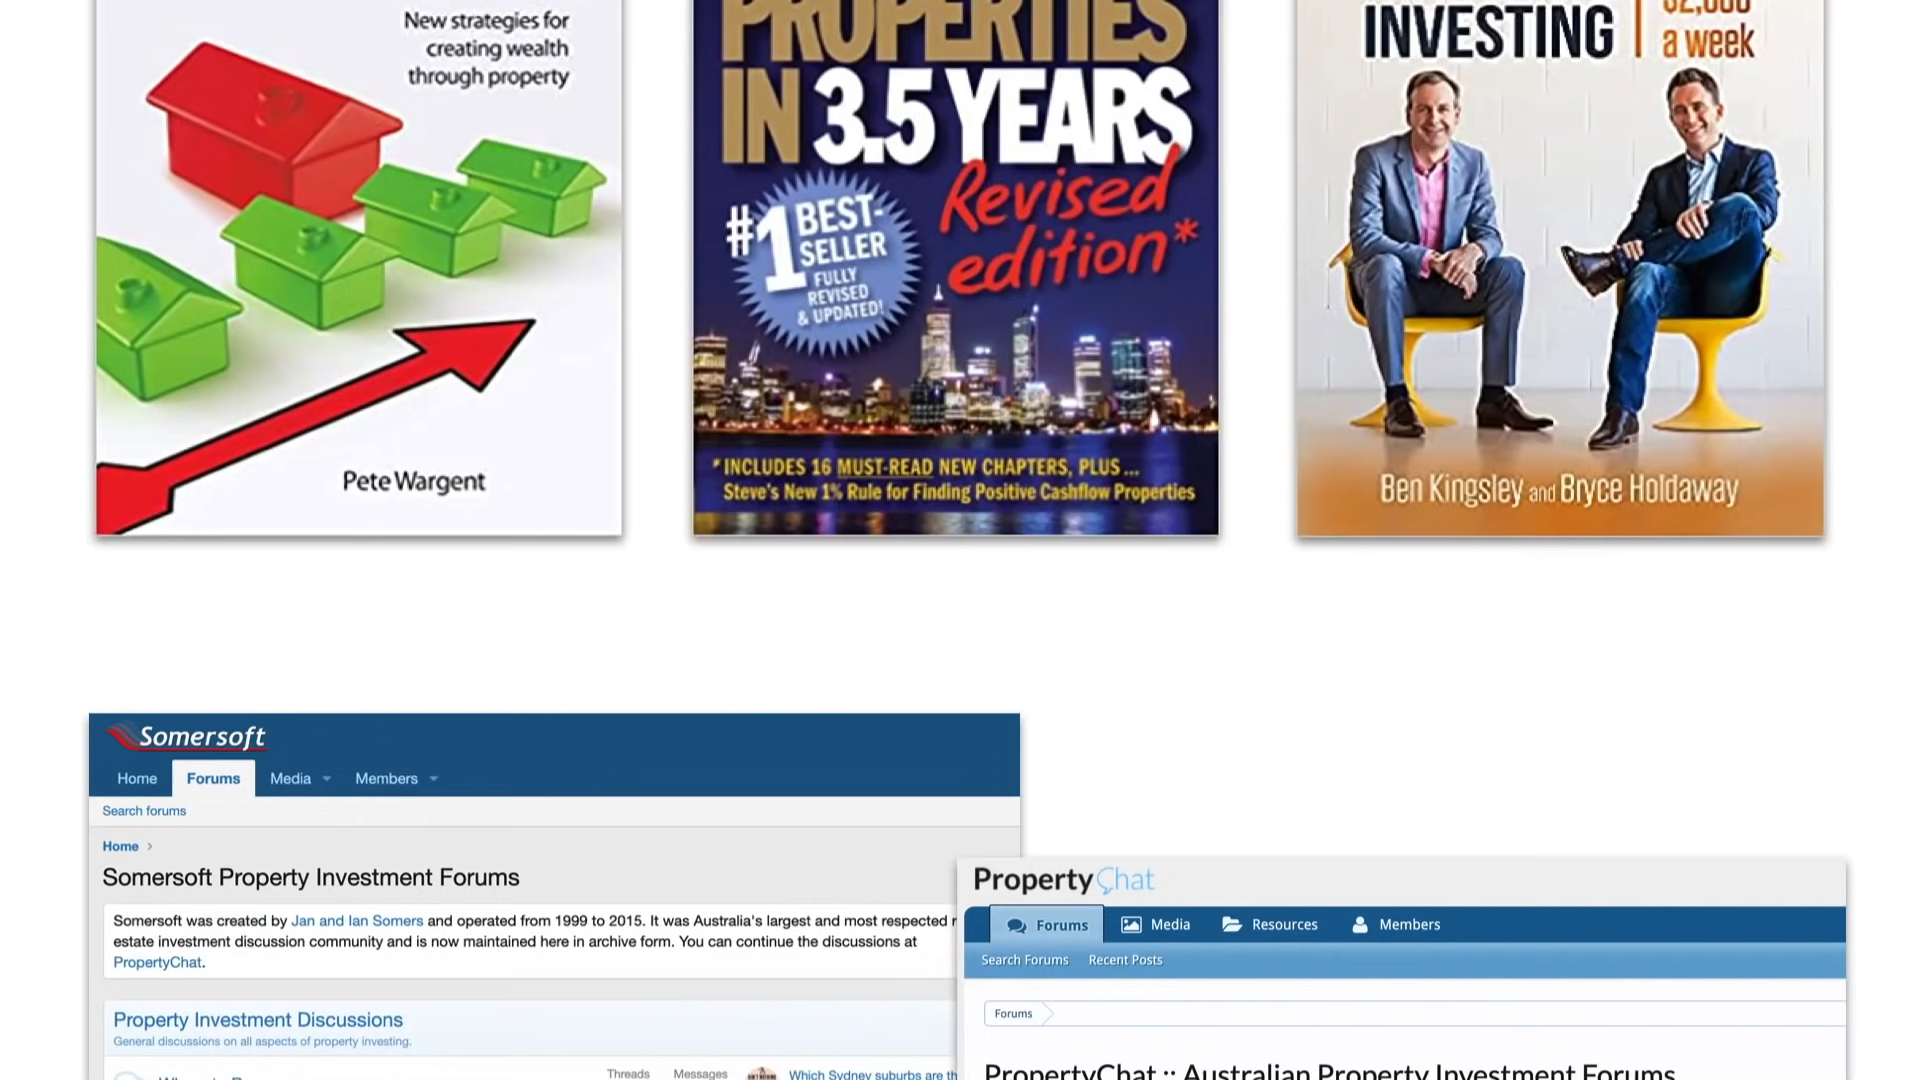 New strategies for
creating wealth
through property
Pete Wargent
PROPERTIES
IN 3.5 YEARS
Revised
edition*
#1 BEST-
SELLER
FULLY
REVISED
& UPDATED!
*INCLUDES 16 MUST-READ NEW CHAPTERS, PLUS...
Steve's New 1% Rule for Finding Positive Cashflow Properties
INVESTING
$2,000
a week
Ben Kingsley and Bryce Holdaway
Somersoft
Home Forums Media Members
Search forums
Home >
Somersoft Property Investment Forums
Somersoft was created by Jan and Ian Somers and operated from 1999 to 2015. It was Australia's largest and most respected r
estate investment discussion community and is now maintained here in archive form. You can continue the discussions at
PropertyChat.
Property Investment Discussions
General discussions on all aspects of property investing.
Threads Messages
Which Sydney suburbs are th
PropertyChat
Forums Media Resources Members
Search Forums Recent Posts
Forums
PropertyChat :: Australian Property Investment Forums